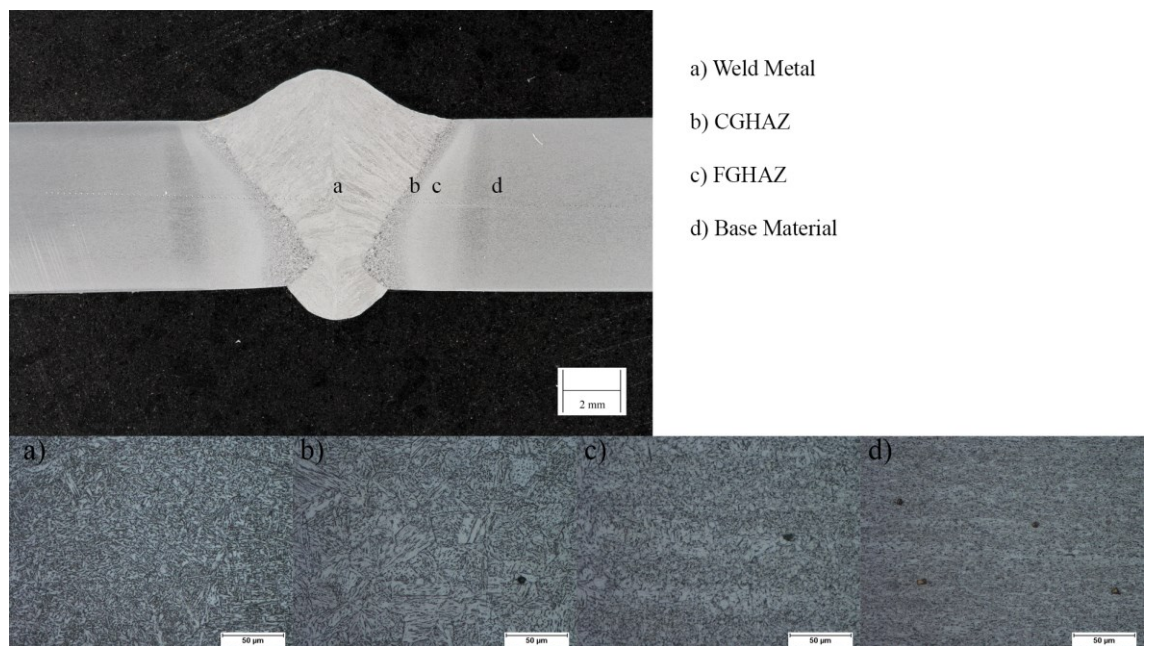 a) Weld Metal
b) CGHAZ
c) FGHAZ
d) Base Material
a b c d
2 mm
a) b) c) d)
50 µm 50 µm 50 µm 50 µm